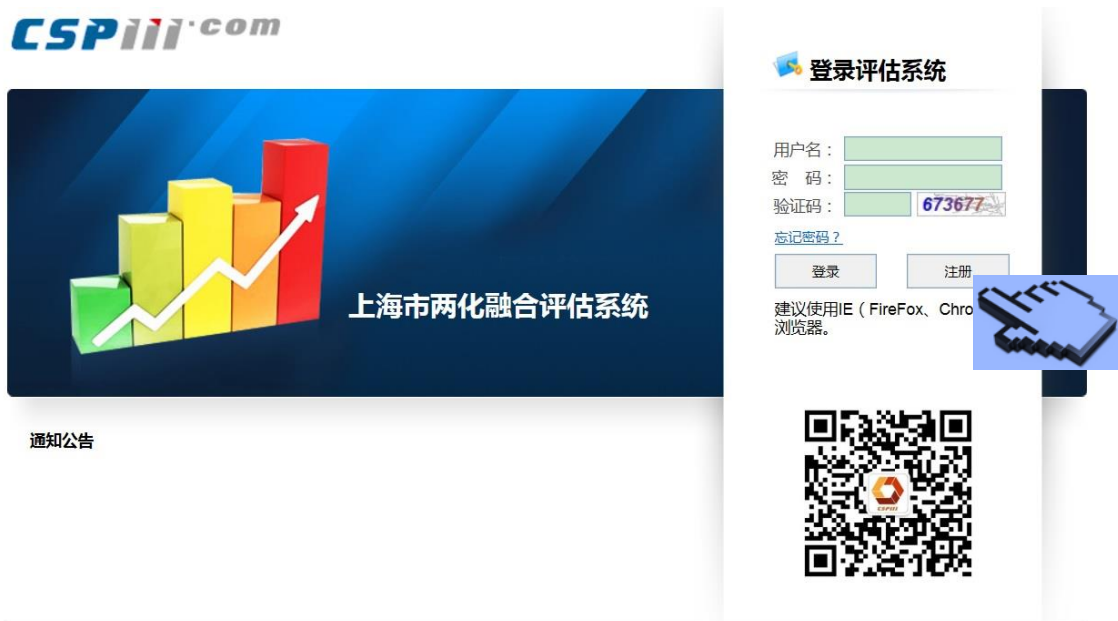 CSPiii.com
登录评估系统
用户名：
密 码：
验证码：
673677
忘记密码？
登录
注册
建议使用IE（FireFox、Chro
浏览器。
上海市两化融合评估系统
通知公告
CSPIII